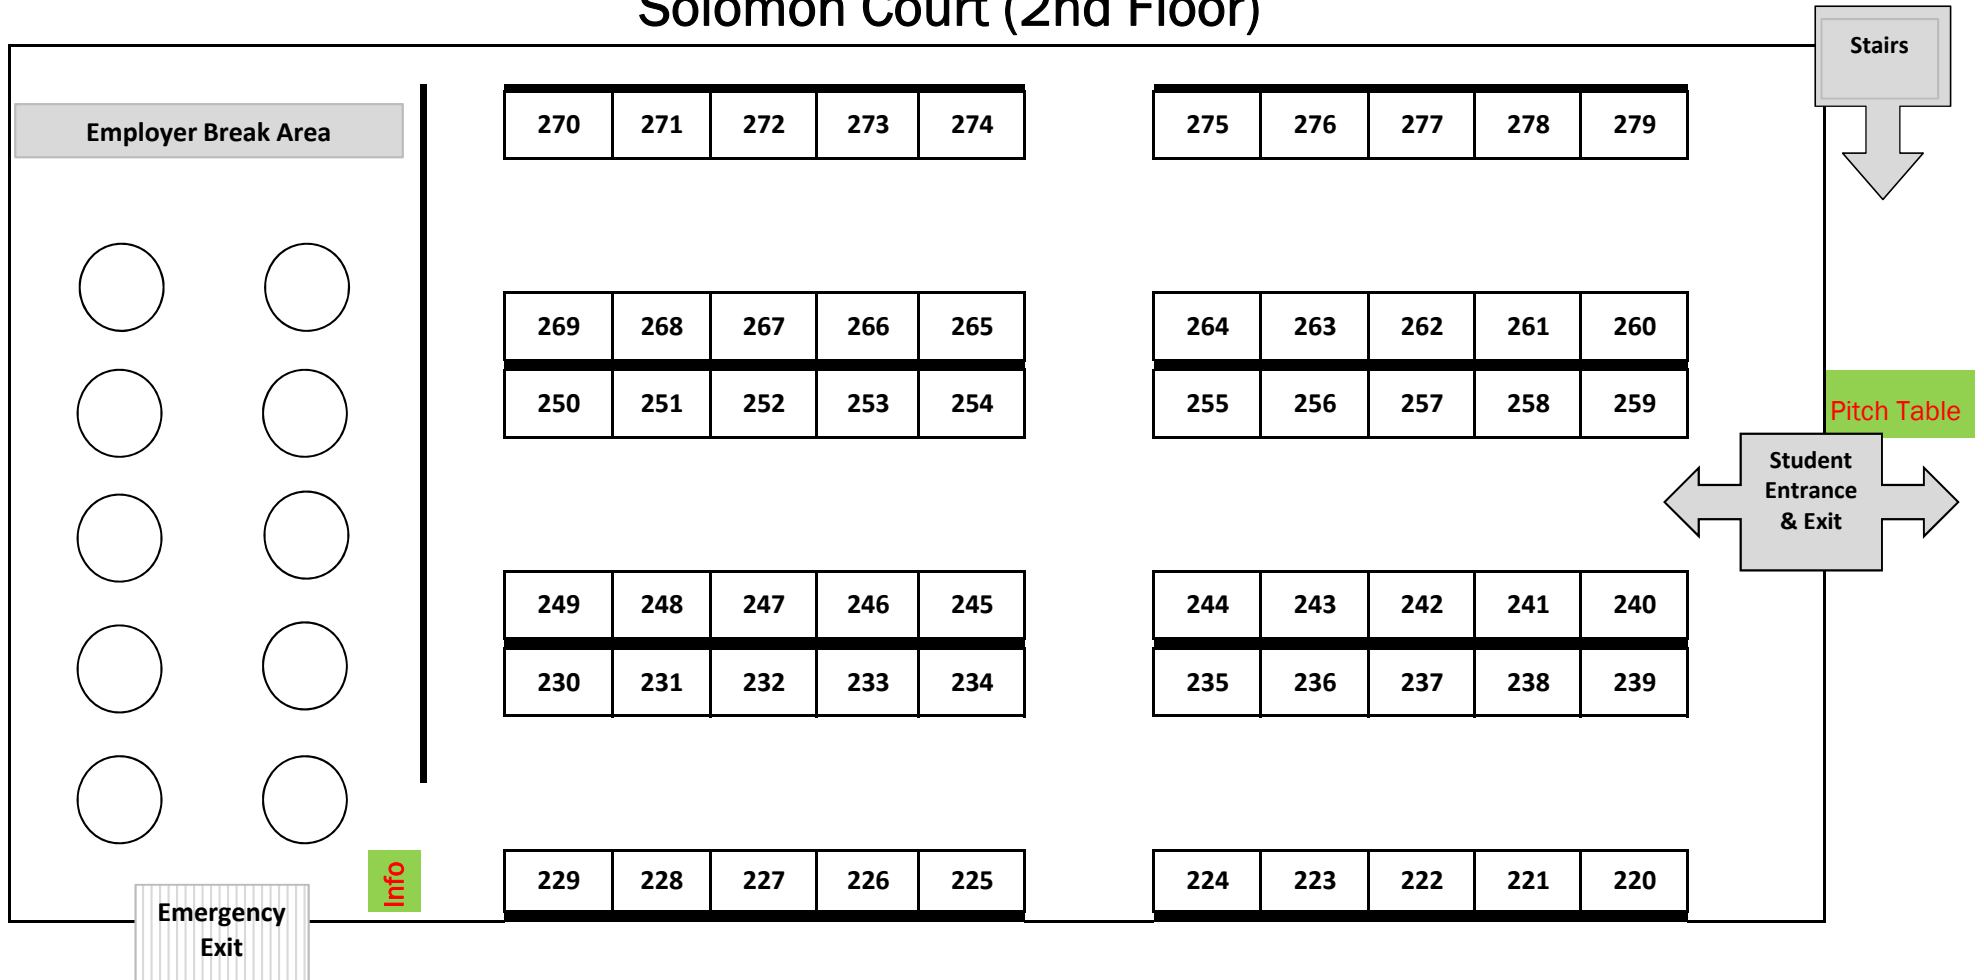 Solomon Court (2nd Floor)
Stairs
Employer Break Area
270 271 272 273 274 275 276 277 278 279
269 268 267 266 265 264 263 262 261 260
250 251 252 253 254 255 256 257 258 259
Pitch Table
Student
Entrance
& Exit
249 248 247 246 245 244 243 242 241 240
230 231 232 233 234 235 236 237 238 239
Info
229 228 227 226 225 224 223 222 221 220
Emergency
Exit